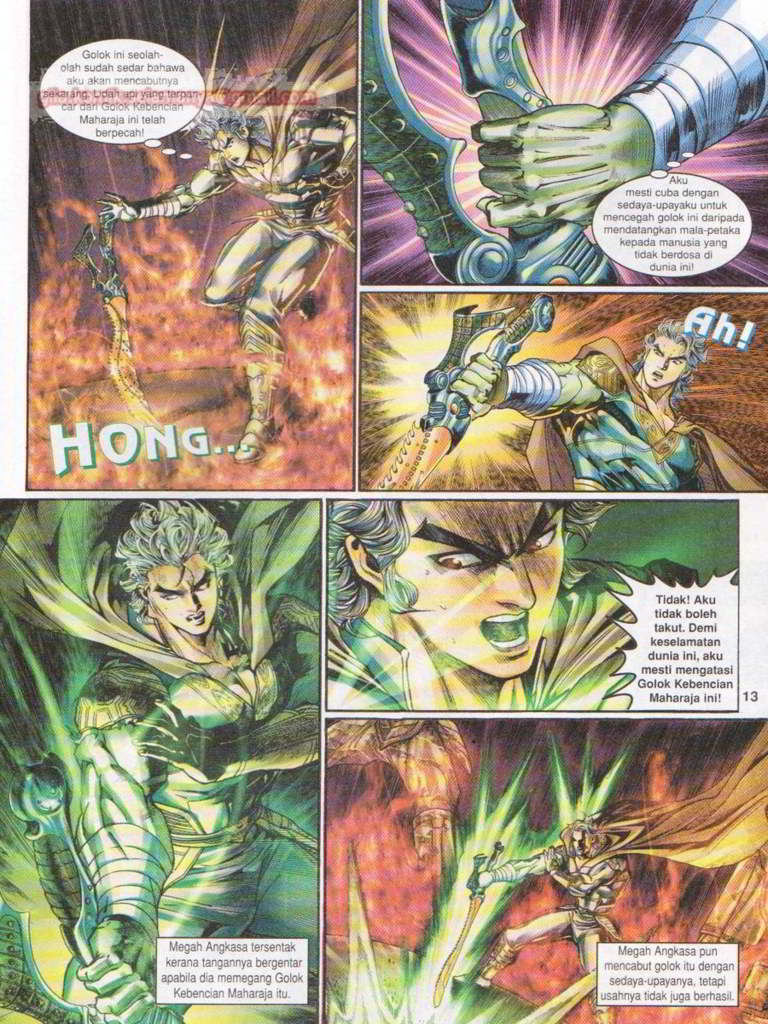 Golok ini seolah-
olah sudah sedar bahawa
aku akan mencabutnya
sekarang. Udah api yang terpan-
car dari Golok Kebencian
Maharaja ini telah
berpecah!
HONG...
Aku
mesti cuba dengan
sedaya-upayaku untuk
mencegah golok ini daripada
mendatangkan mala-petaka
kepada manusia yang
tidak berdosa di
dunia ini!
Ah!
Megah Angkasa tersentak
kerana tangannya bergentar
apabila dia memegang Golok
Kebencian Maharaja itu.
Tidak! Aku
tidak boleh
takut. Demi
keselamatan
dunia ini, aku
mesti mengatasi
Golok Kebencian
Maharaja ini!
13
Megah Angkasa pun
mencabut golok itu dengan
sedaya-upayanya, tetapi
usahnya tidak juga berhasil.